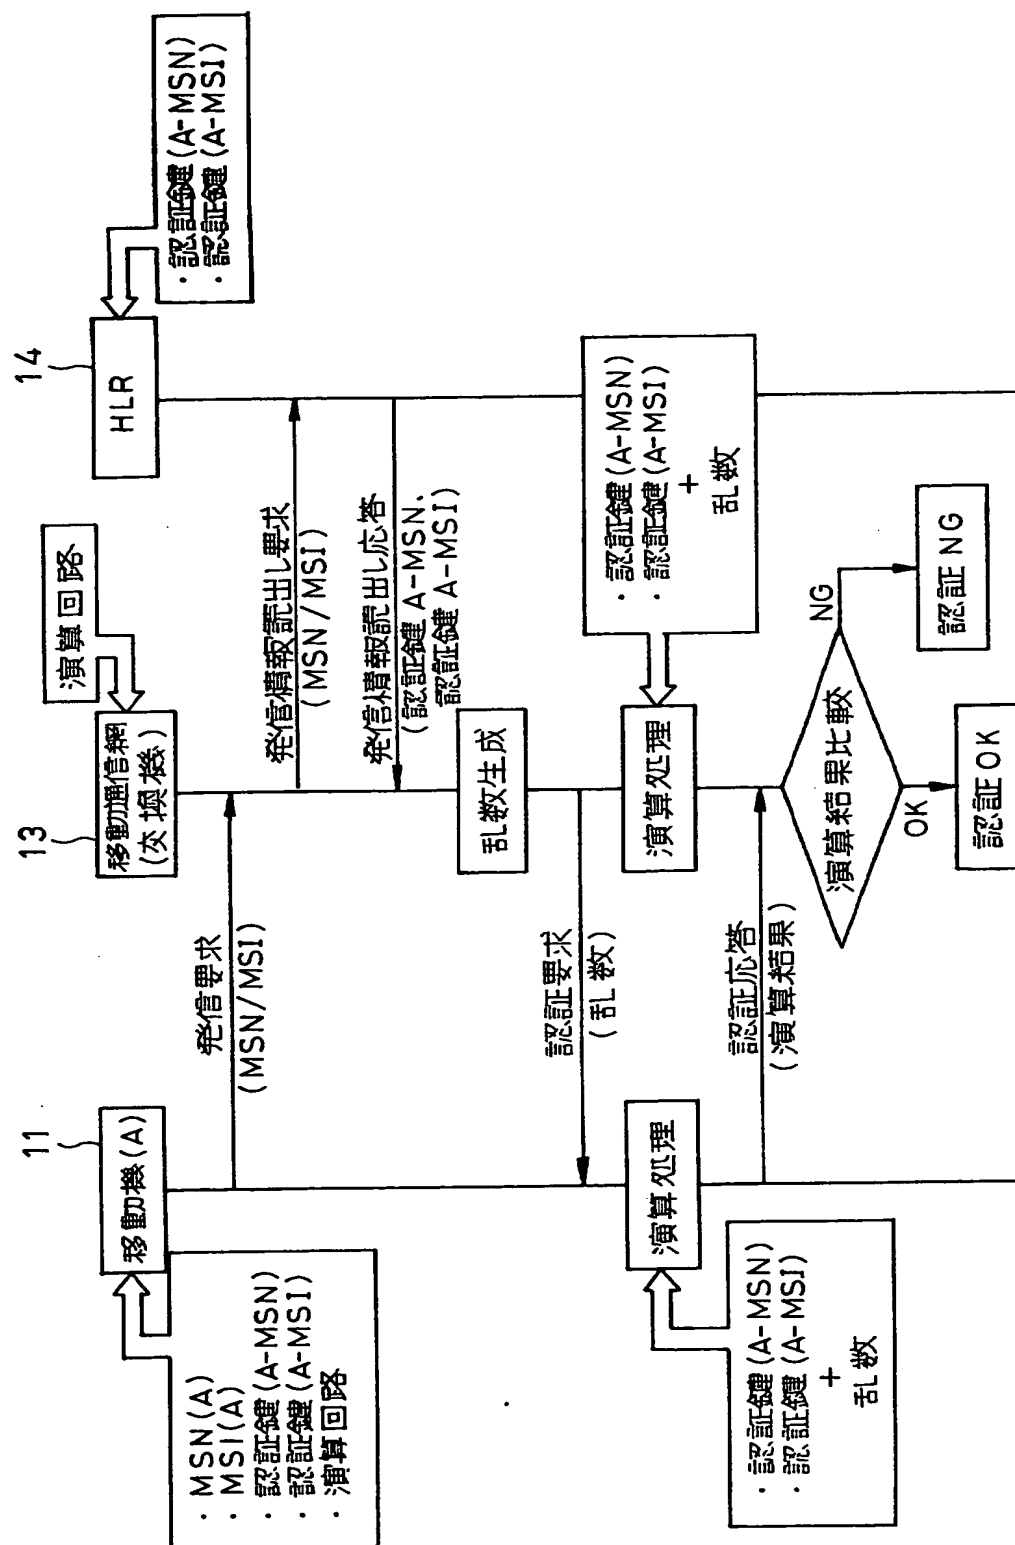 11
移動機(A)
13
移動通信網
(交換機)
14
HLR
・MSN(A)
・MSI(A)
・認証鍵(A-MSN)
・認証鍵(A-MSI)
・演算回路
演算回路
・認証鍵(A-MSN)
・認証鍵(A-MSI)
発信要求
(MSN/MSI)
発信情報読出し要求
(MSN/MSI)
発信情報読出し応答
(認証鍵A-MSN.
認証鍵A-MSI)
乱数生成
認証要求
(乱数)
演算処理
・認証鍵(A-MSN)
・認証鍵(A-MSI)
+
乱数
演算処理
・認証鍵(A-MSN)
・認証鍵(A-MSI)
+
乱数
認証応答
(演算結果)
演算結果比較
NG
OK
認証NG
認証OK